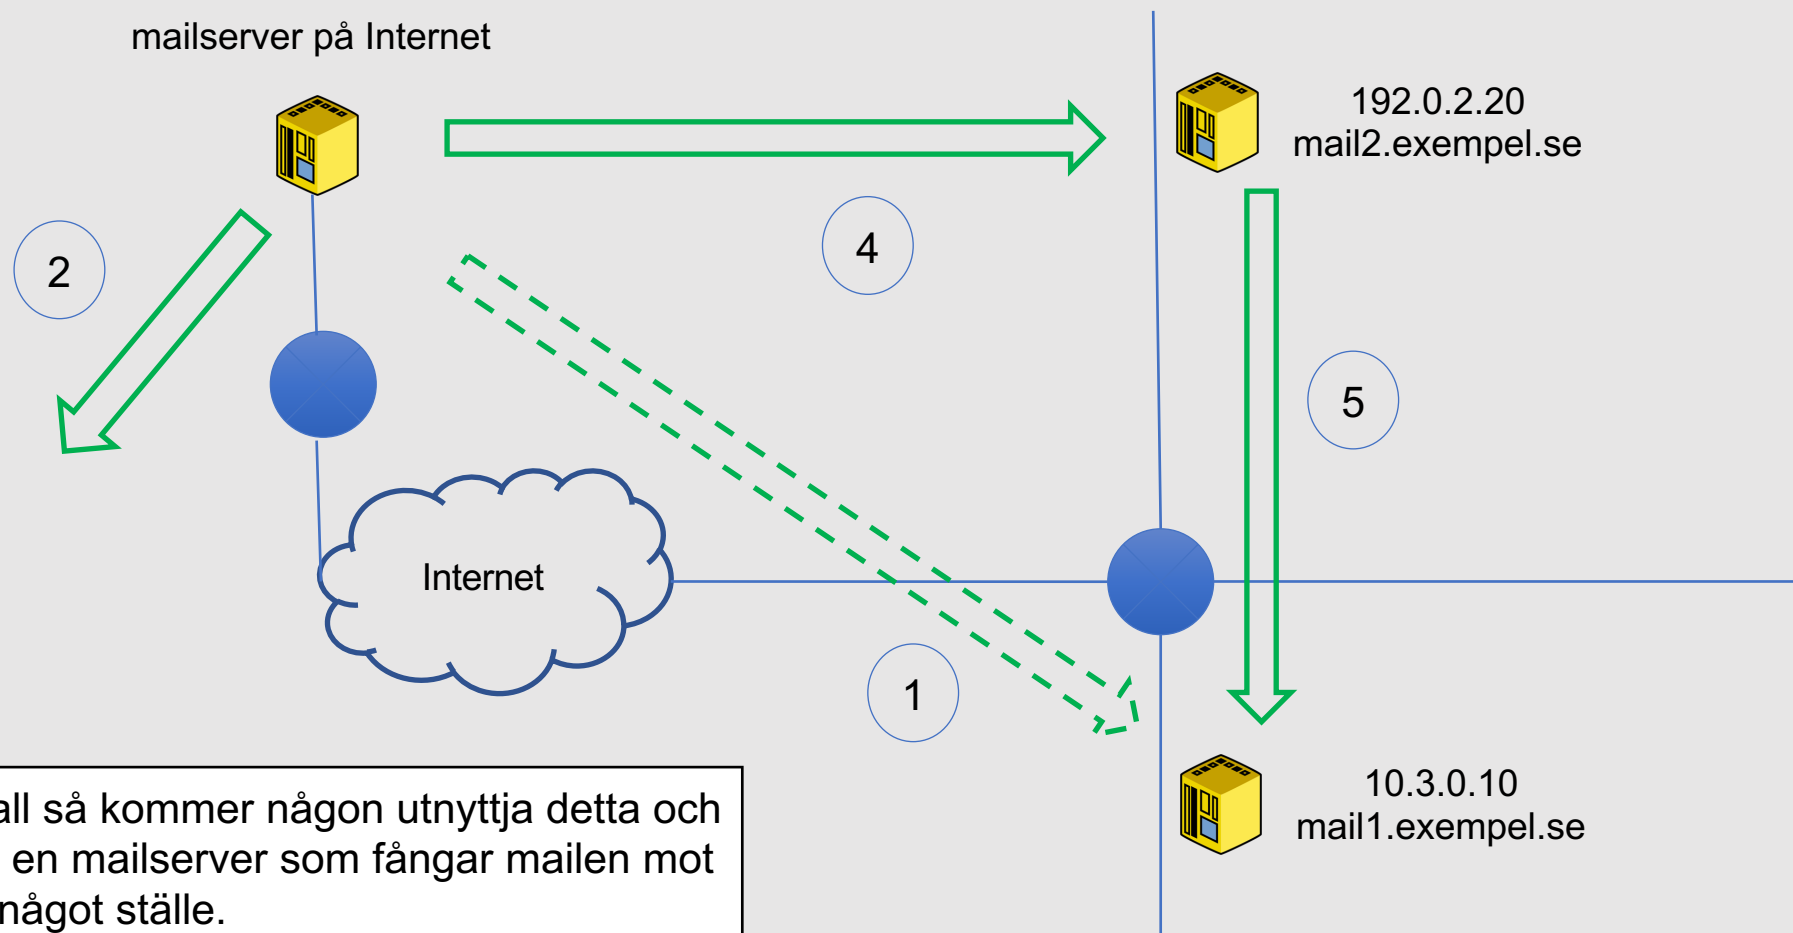 mailserver på Internet
192.0.2.20
mail2.exempel.se
2
4
5
Internet
1
10.3.0.10
mail1.exempel.se
all så kommer någon utnyttja detta och
en mailserver som fångar mailen mot
något ställe.